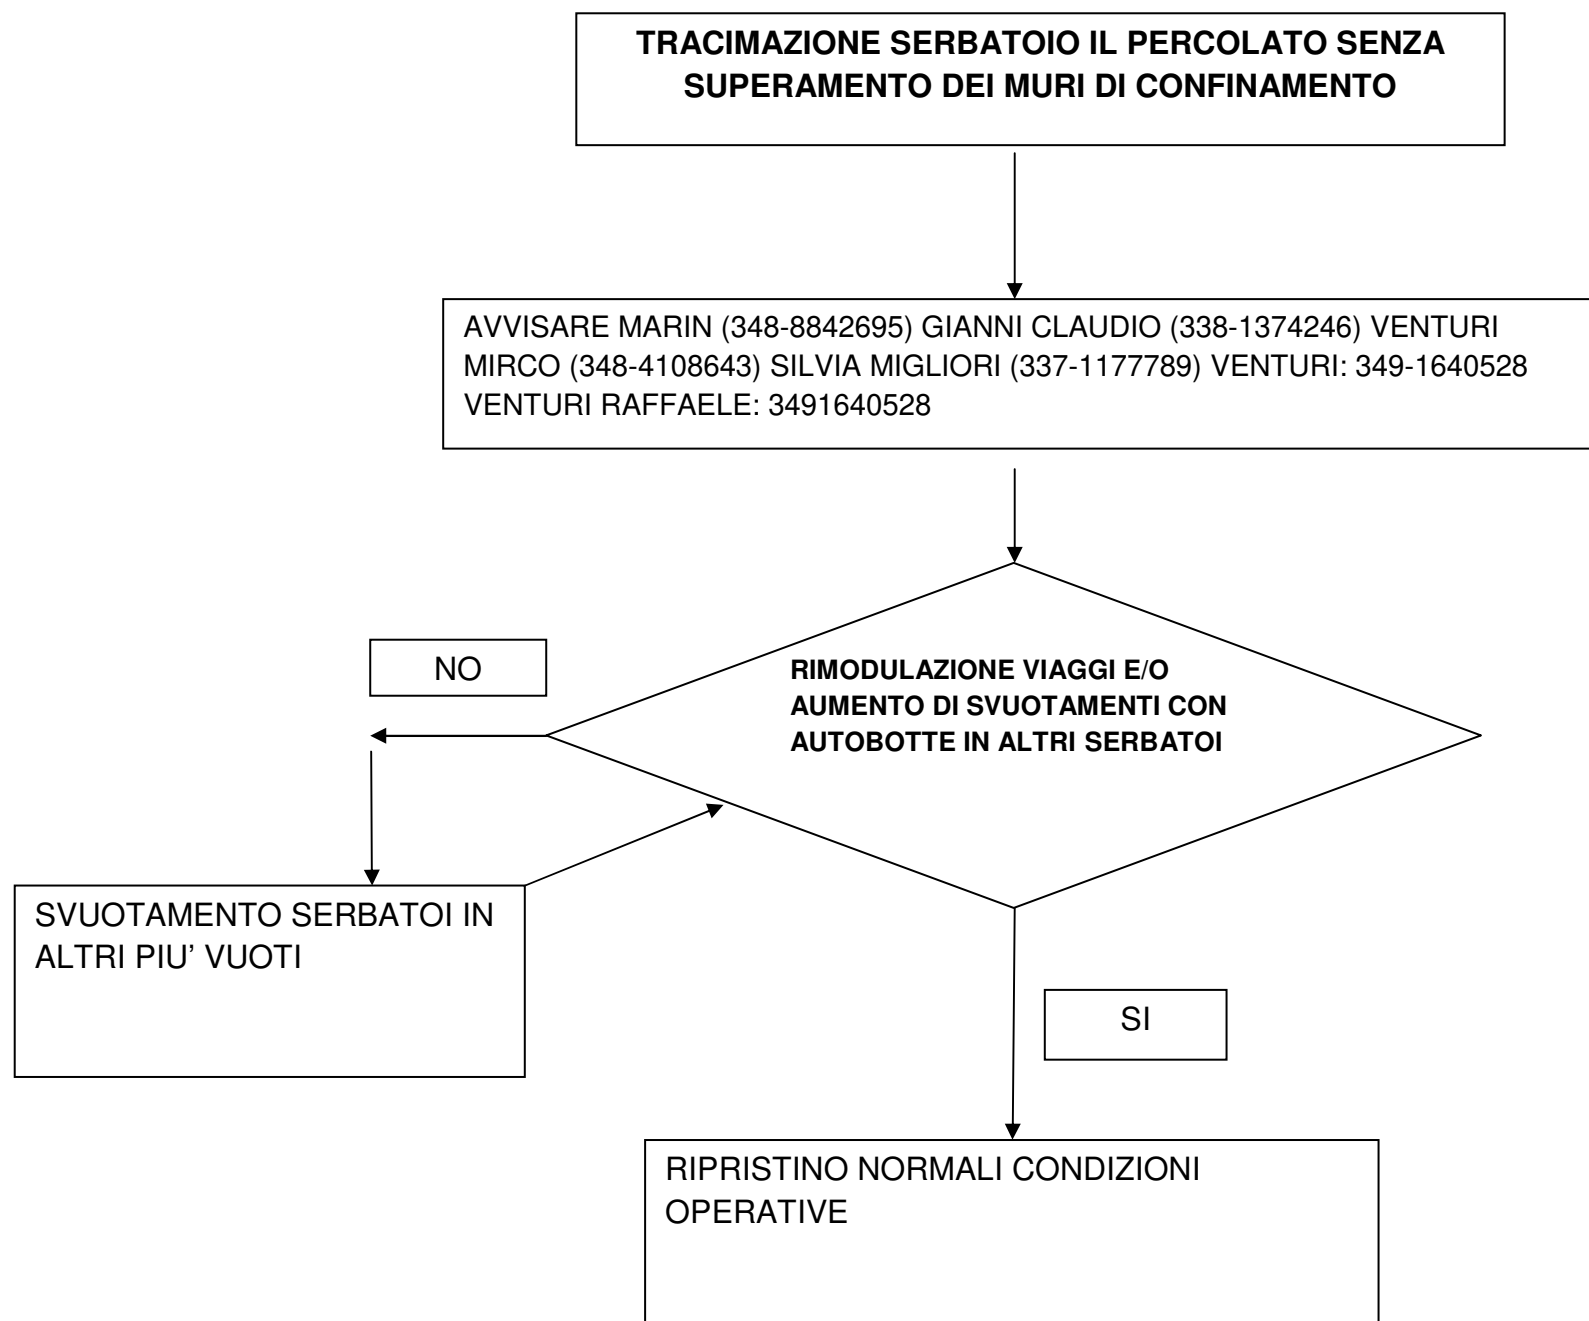 TRACIMAZIONE SERBATOIO IL PERCOLATO SENZA
SUPERAMENTO DEI MURI DI CONFINAMENTO
AVVISARE MARIN (348-8842695) GIANNI CLAUDIO (338-1374246) VENTURI
MIRCO (348-4108643) SILVIA MIGLIORI (337-1177789) VENTURI: 349-1640528
VENTURI RAFFAELE: 3491640528
NO
RIMODULAZIONE VIAGGI E/O
AUMENTO DI SVUOTAMENTI CON
AUTOBOTTE IN ALTRI SERBATOI
SVUOTAMENTO SERBATOI IN
ALTRI PIU’ VUOTI
SI
RIPRISTINO NORMALI CONDIZIONI
OPERATIVE